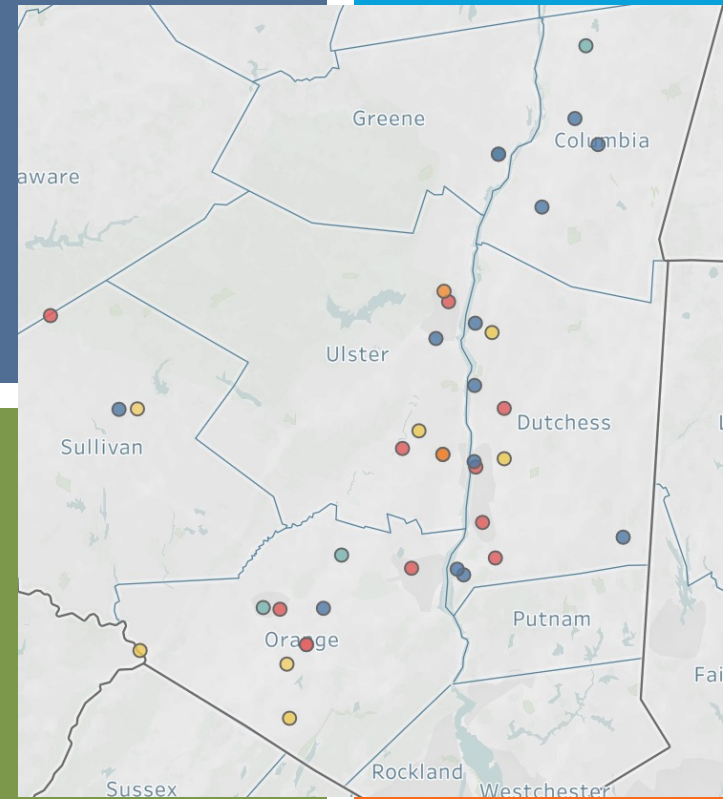 Greene
Columbia
aware
Ulster
Dutchess
Sullivan
Putnam
Orange
Fai
Rockland
Sussex
Westchester